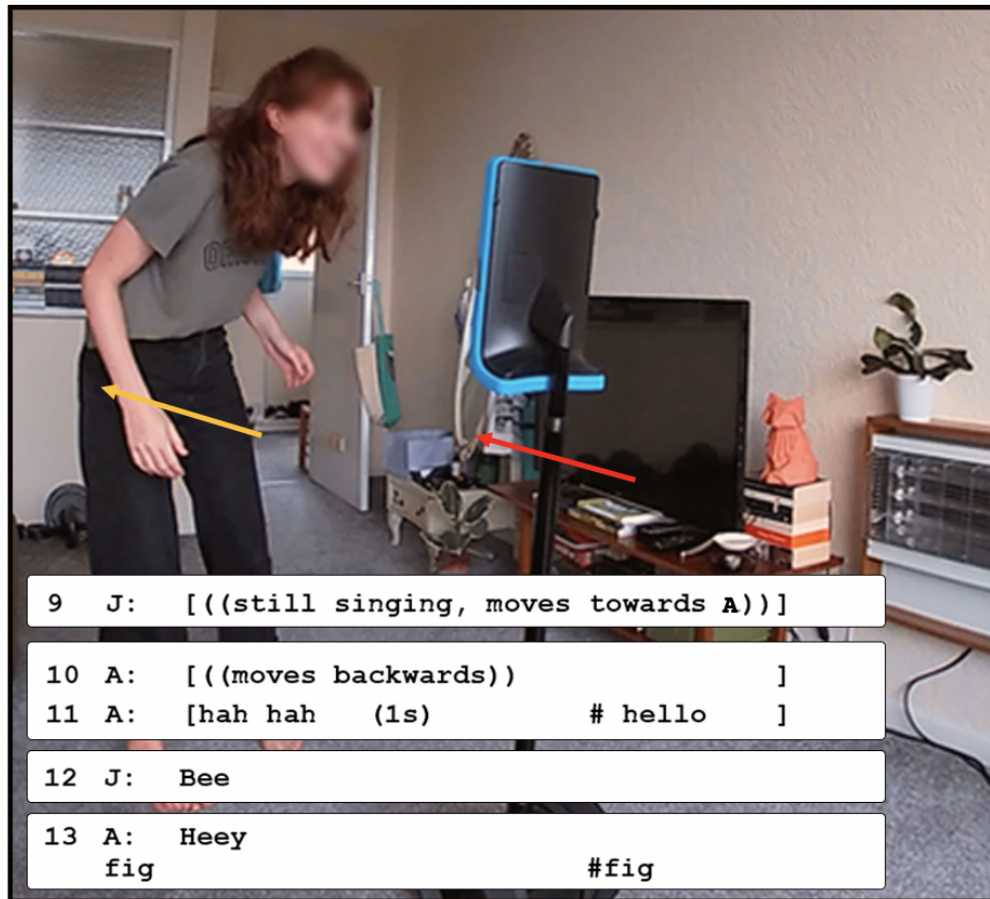 9 J: [((still singing, moves towards A))]
10 A: [((moves backwards)) ]
11 A: [hah hah (1s) # hello ]
12 J: Bee
13 A: Heey
fig #fig